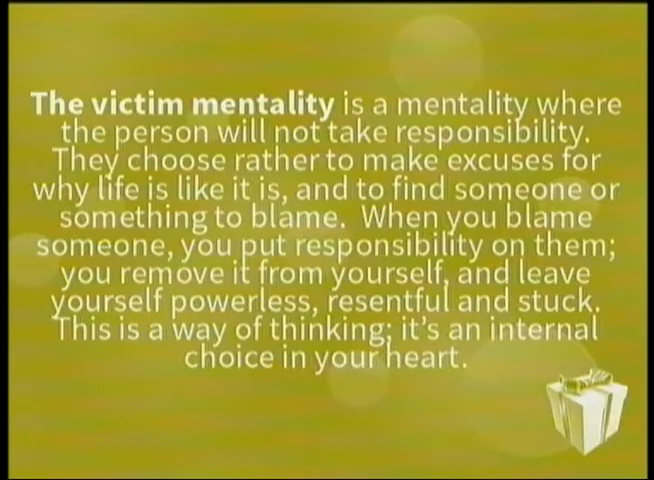 The victim mentality is a mentality where
the person will not take responsibility.
They choose rather to make excuses for
why life is like it is, and to find someone or
something to blame.  When you blame
someone, you put responsibility on them;
you remove it from yourself, and leave
yourself powerless, resentful and stuck.
This is a way of thinking; it’s an internal
choice in your heart.